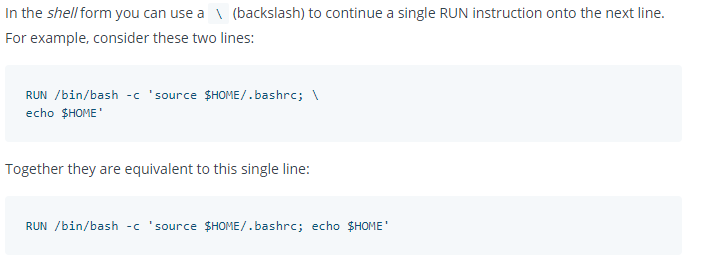 In the shell form you can use a \ (backslash) to continue a single RUN instruction onto the next line.
For example, consider these two lines:
RUN /bin/bash -c 'source $HOME/.bashrc; \
echo $HOME'
Together they are equivalent to this single line:
RUN /bin/bash -c 'source $HOME/.bashrc; echo $HOME'